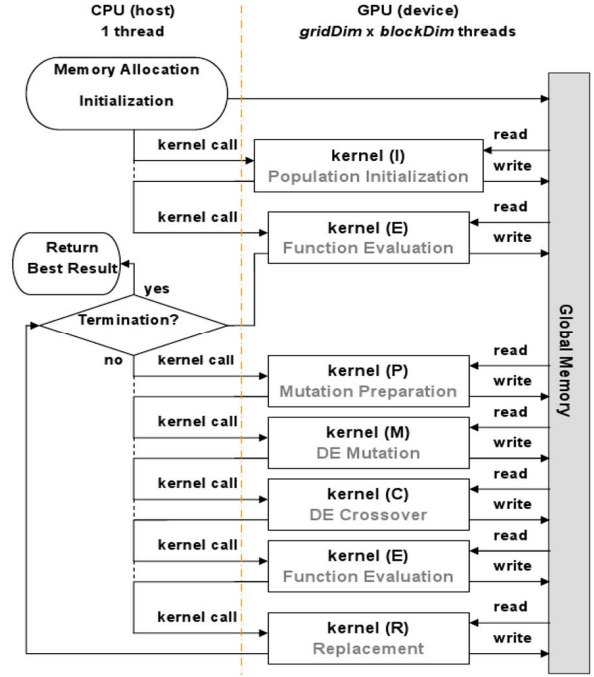 CPU (host)
1 thread
GPU (device)
gridDim x blockDim threads
Memory Allocation
Initialization
kernel call
kernel (I)
Population Initialization
read
write
kernel call
kernel (E)
Function Evaluation
read
write
Return
Best Result
yes
Termination?
no
Global Memory
kernel call
kernel (P)
Mutation Preparation
read
write
kernel call
kernel (M)
DE Mutation
read
write
kernel call
kernel (C)
DE Crossover
read
write
kernel call
kernel (E)
Function Evaluation
read
write
kernel call
kernel (R)
Replacement
read
write